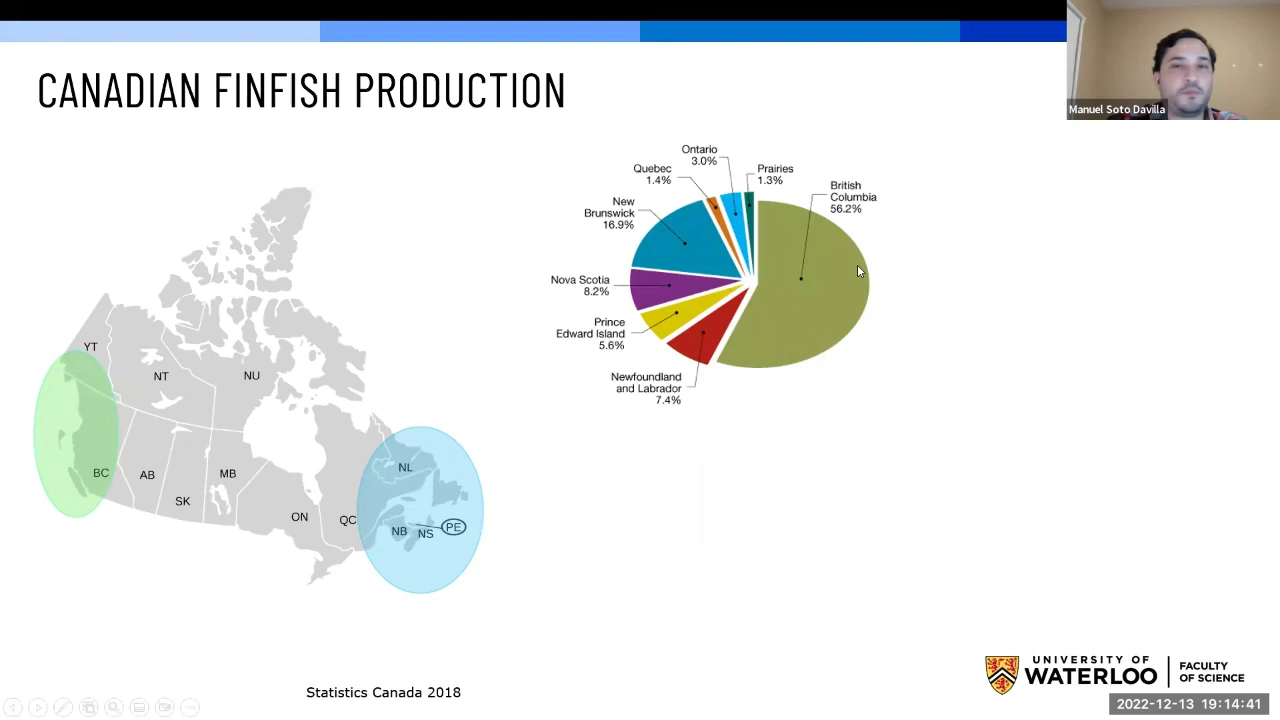 CANADIAN FINFISH PRODUCTION
Manuel Soto Davilla
Ontario
3.0%
Quebec
1.4%
Prairies
1.3%
British
Columbia
56.2%
New
Brunswick
16.9%
Nova Scotia
8.2%
Prince
Edward Island
5.6%
Newfoundland
and Labrador
7.4%
YT
NT
NU
BC
AB
SK
MB
ON
QC
NL
NB
NS
PE
Statistics Canada 2018
UNIVERSITY OF
WATERLOO
FACULTY
OF SCIENCE
2022-12-13 19:14:41